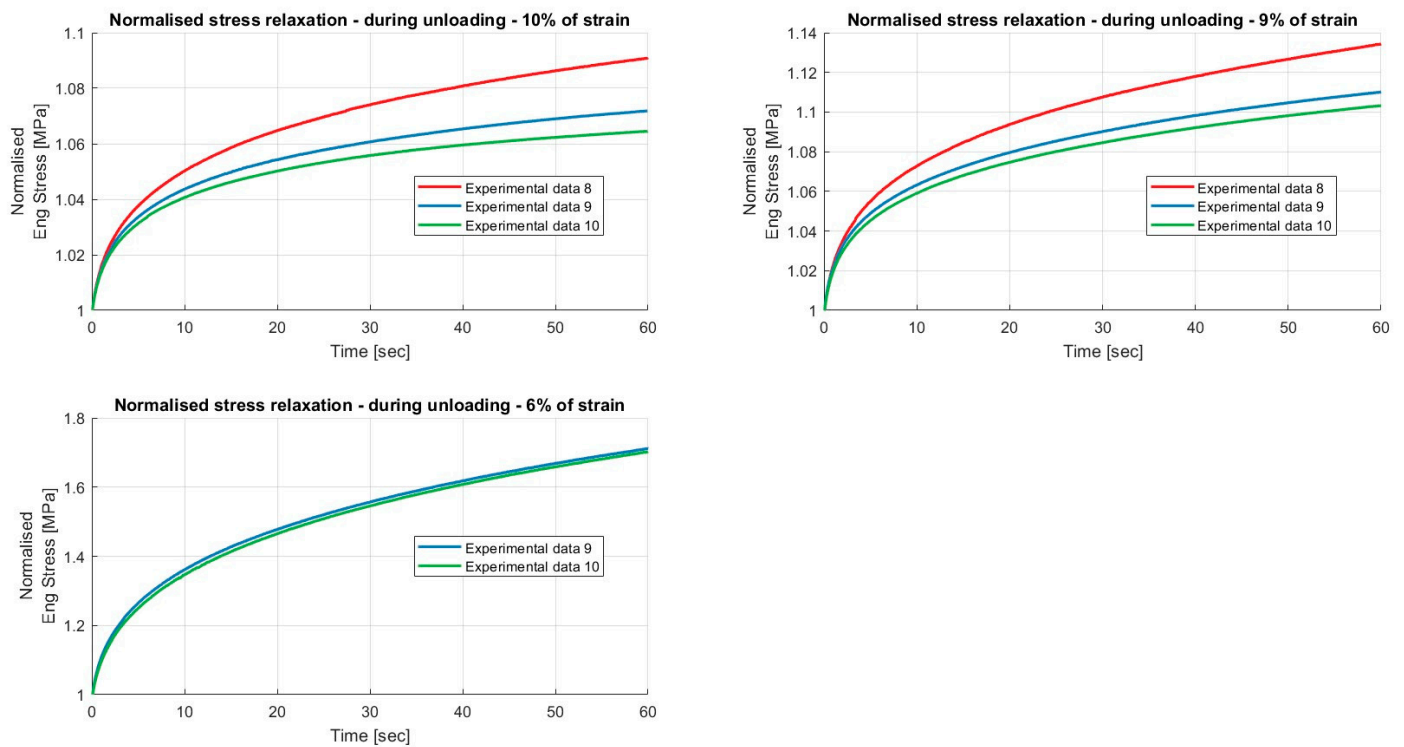 Normalised stress relaxation - during unloading - 10% of strain
1.1
1.08
1.06
1.04
1.02
1
Normalised
Eng Stress [MPa]
Experimental data 8
Experimental data 9
Experimental data 10
0 10 20 30 40 50 60
Time [sec]
Normalised stress relaxation - during unloading - 9% of strain
1.14
1.12
1.1
1.08
1.06
1.04
1.02
1
Normalised
Eng Stress [MPa]
Experimental data 8
Experimental data 9
Experimental data 10
0 10 20 30 40 50 60
Time [sec]
Normalised stress relaxation - during unloading - 6% of strain
1.8
1.6
1.4
1.2
1
Normalised
Eng Stress [MPa]
Experimental data 9
Experimental data 10
0 10 20 30 40 50 60
Time [sec]